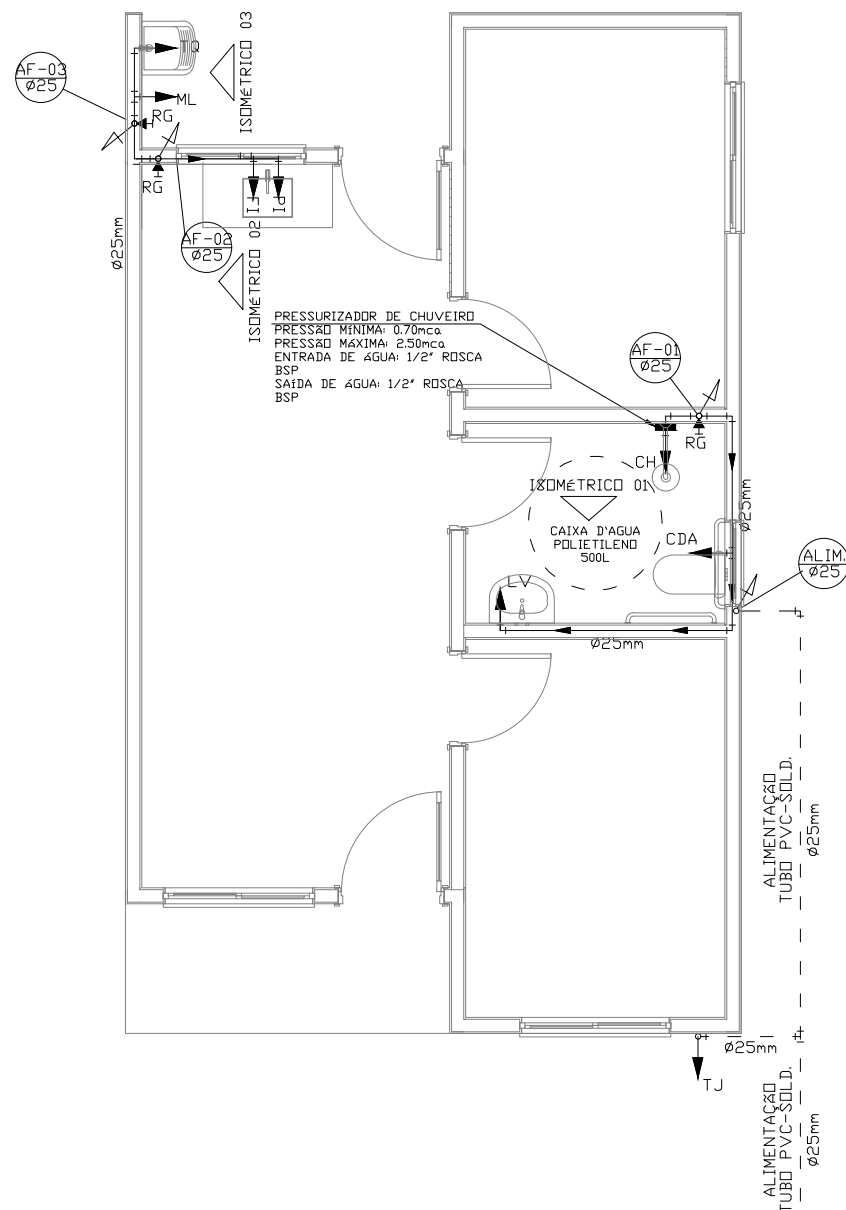 ISOMÉTRICO 03
TQ
AF-03
Ø25
ML
RG
RG
LI
PI
AF-02
Ø25
Ø25mm
ISOMÉTRICO 02
PRESSURIZADOR DE CHUVEIRO
PRESSÃO MÍNIMA: 0.70mca
PRESSÃO MÁXIMA: 2.50mca
ENTRADA DE ÁGUA: 1/2" ROSCA
BSP
SAÍDA DE ÁGUA: 1/2" ROSCA
BSP
AF-01
Ø25
RG
CH
ISOMÉTRICO 01
Ø25mm
CAIXA D'AGUA
POLIETILENO
500L
CDA
ALIM.
Ø25
LV
Ø25mm
ALIMENTAÇÃO
TUBO PVC-SOLD.
Ø25mm
Ø25mm
TJ
ALIMENTAÇÃO
TUBO PVC-SOLD.
Ø25mm